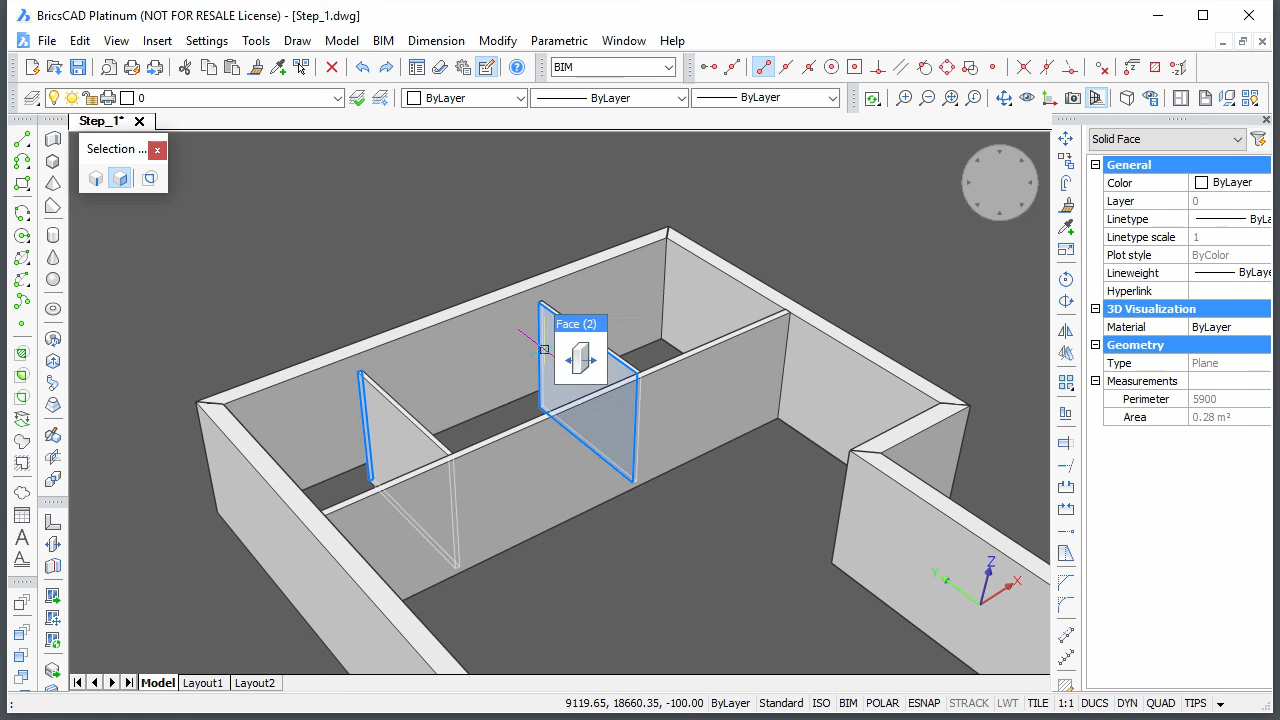 BricsCAD Platinum (NOT FOR RESALE License) - [Step_1.dwg]
File Edit View Insert Settings Tools Draw Model BIM Dimension Modify Parametric Window Help
BIM
0 ByLayer ByLayer ByLayer
Step_1*
Selection ...
Face (2)
Z
Y X
Solid Face
General
Color ByLayer
Layer 0
Linetype ByLa
Linetype scale 1
Plot style ByColor
Lineweight ByLaye
Hyperlink
3D Visualization
Material ByLayer
Geometry
Type Plane
Measurements
Perimeter 5900
Area 0.28 m²
Model Layout1 Layout2
: 9119.65, 18660.35, -100.00 ByLayer Standard ISO BIM POLAR ESNAP STRACK LWT TILE 1:1 DUCS DYN QUAD TIPS